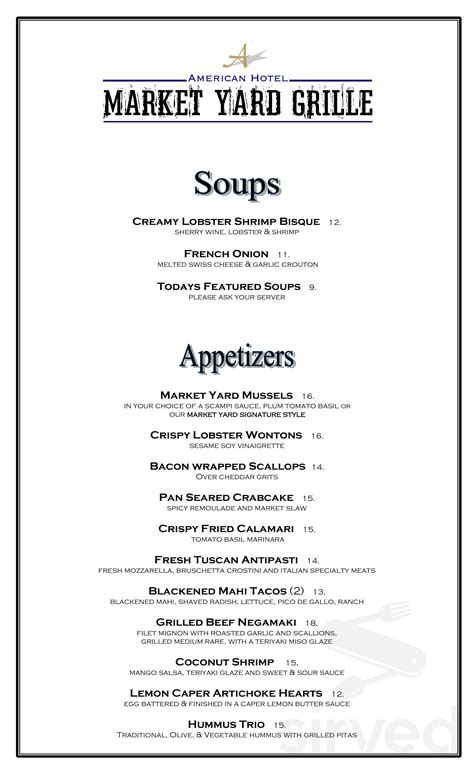 A
American Hotel
MARKET YARD GRILLE
Soups
Creamy Lobster Shrimp Bisque 12.
sherry wine, lobster & shrimp
French Onion 11.
melted swiss cheese & garlic crouton
Todays Featured Soups 9.
please ask your server
Appetizers
Market Yard Mussels 16.
in your choice of a scampi sauce, plum tomato basil or
our market yard signature style
Crispy Lobster Wontons 16.
sesame soy vinaigrette
Bacon wrapped Scallops 14.
Over cheddar grits
Pan Seared Crabcake 15.
spicy remoulade and market slaw
Crispy Fried Calamari 15.
tomato basil marinara
Fresh Tuscan Antipasti 14.
fresh mozzarella, bruschetta crostini and italian specialty meats
Blackened Mahi Tacos (2) 13.
blackened mahi, shaved radish, lettuce, pico de gallo, ranch
Grilled Beef Negamaki 18.
filet mignon with roasted garlic and scallions,
grilled medium rare, with a teriyaki miso glaze
Coconut Shrimp 15.
mango salsa, teriyaki glaze and sweet & sour sauce
Lemon Caper Artichoke Hearts 12.
egg battered & finished in a caper lemon butter sauce
Hummus Trio 15.
Traditional, Olive, & Vegetable hummus with grilled pitas
sirved